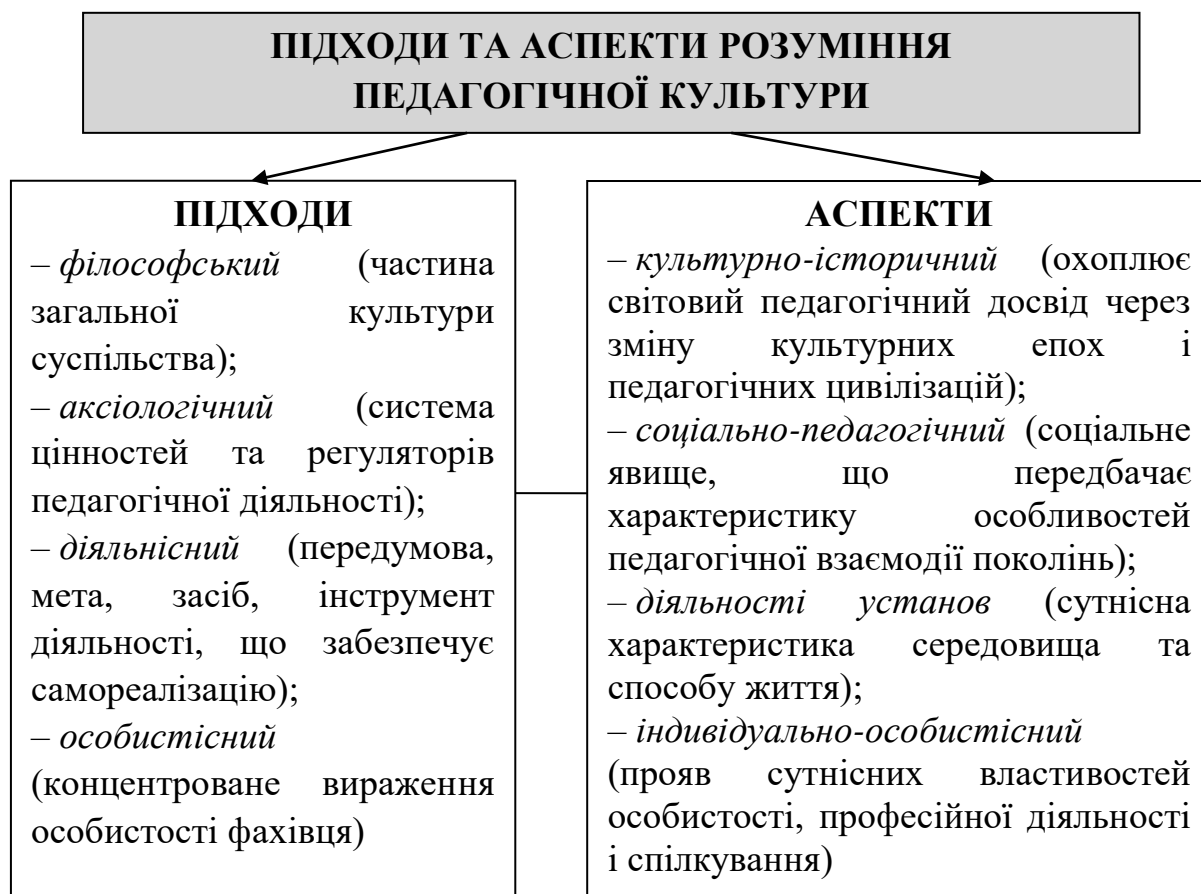 ПІДХОДИ ТА АСПЕКТИ РОЗУМІННЯ
ПЕДАГОГІЧНОЇ КУЛЬТУРИ
ПІДХОДИ
– філософський (частина
загальної культури
суспільства);
– аксіологічний (система
цінностей та регуляторів
педагогічної діяльності);
– діяльнісний (передумова,
мета, засіб, інструмент
діяльності, що забезпечує
самореалізацію);
– особистісний
(концентроване вираження
особистості фахівця)
АСПЕКТИ
– культурно-історичний (охоплює
світовий педагогічний досвід через
зміну культурних епох і
педагогічних цивілізацій);
– соціально-педагогічний (соціальне
явище, що передбачає
характеристику особливостей
педагогічної взаємодії поколінь);
– діяльності установ (сутнісна
характеристика середовища та
способу життя);
– індивідуально-особистісний
(прояв сутнісних властивостей
особистості, професійної діяльності
і спілкування)